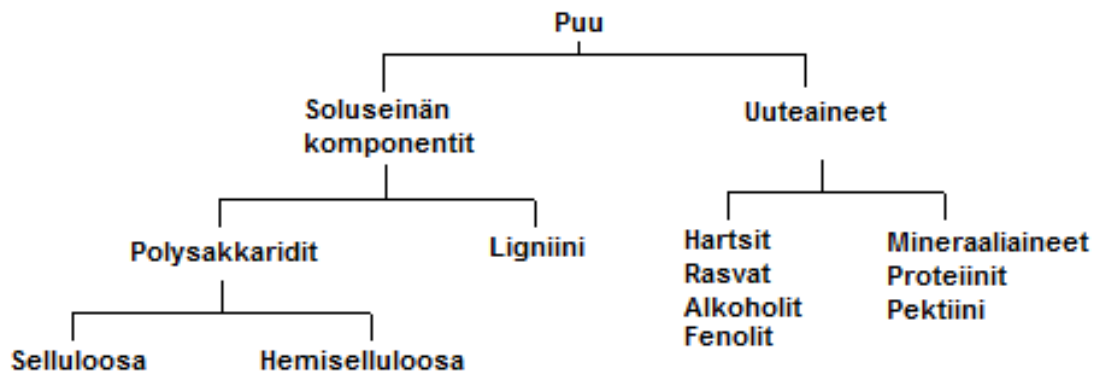 Puu
Soluseinän
komponentit
Uuteaineet
Polysakkaridit
Ligniini
Selluloosa
Hemiselluloosa
Hartsit
Rasvat
Alkoholit
Fenolit
Mineraaliaineet
Proteiinit
Pektiini